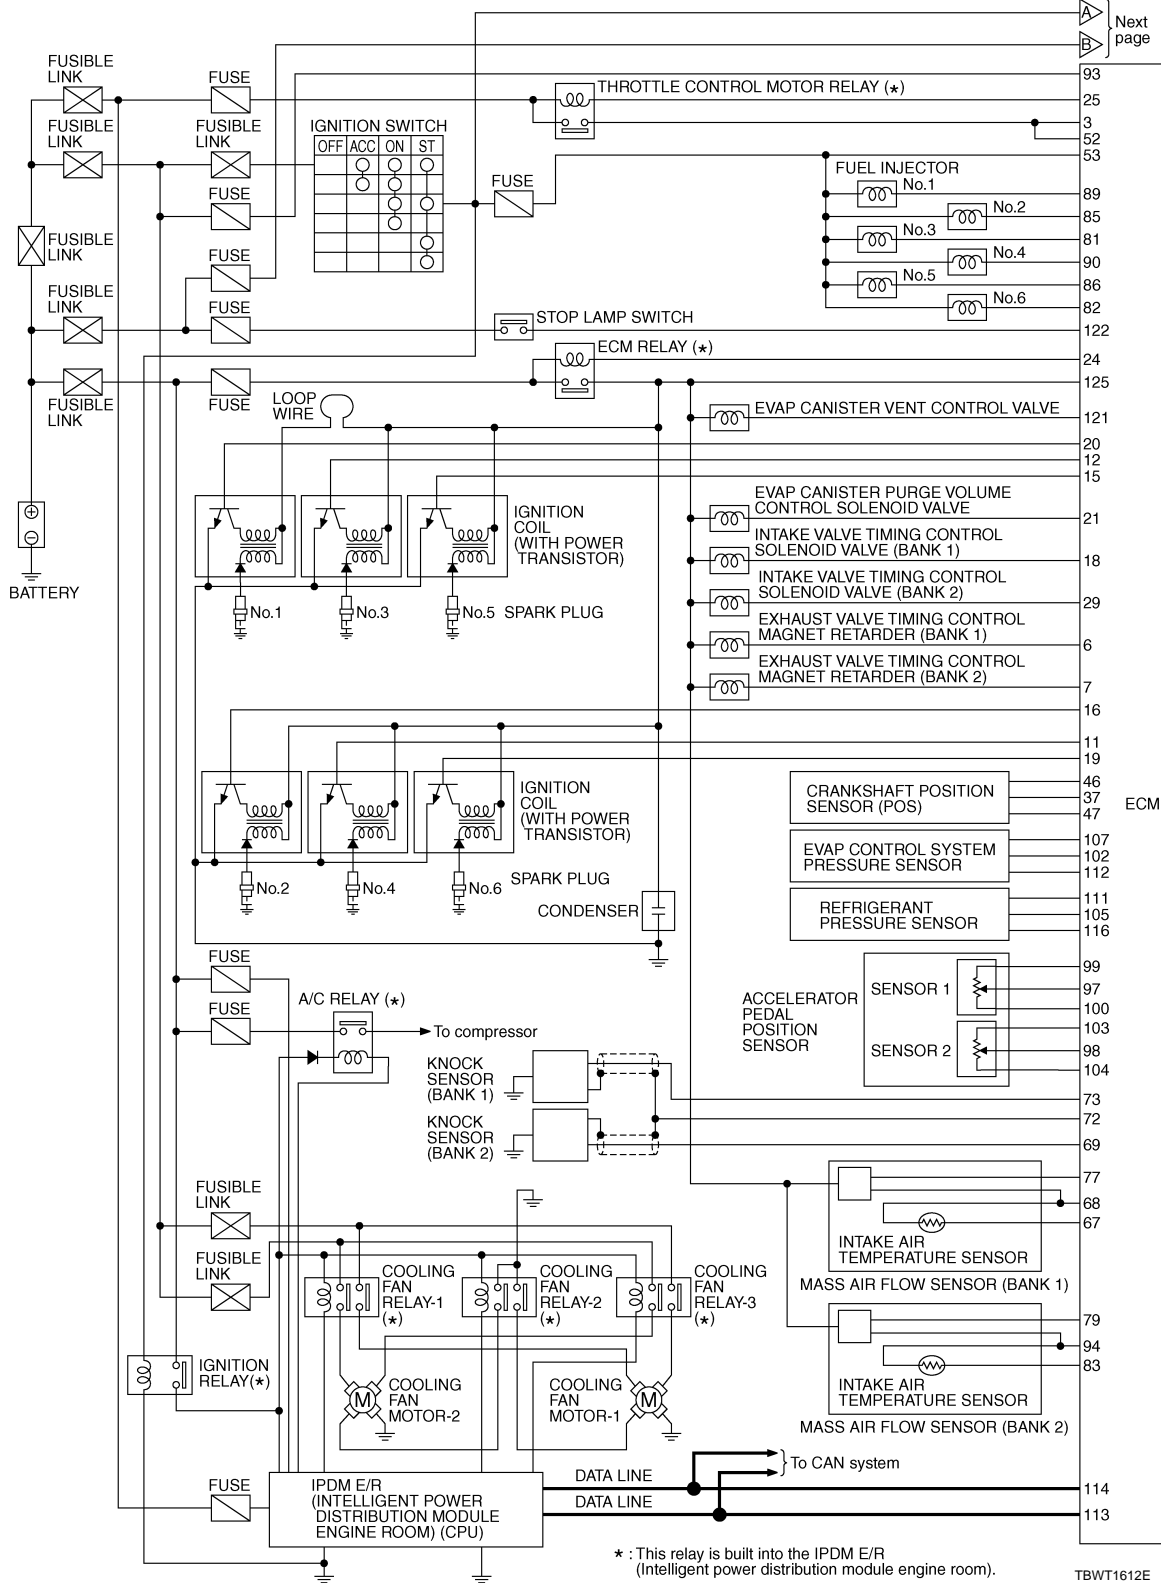 A
B
Next
page
FUSIBLE
LINK
FUSE
93
THROTTLE CONTROL MOTOR RELAY (★)
25
3
52
FUSIBLE
LINK
FUSIBLE
LINK
IGNITION SWITCH
OFF ACC ON ST
53
FUSE
FUSE
FUEL INJECTOR
No.1
89
No.2
85
No.3
81
No.4
90
No.5
86
No.6
82
FUSIBLE
LINK
FUSE
FUSIBLE
LINK
FUSE
STOP LAMP SWITCH
122
ECM RELAY (★)
24
125
FUSIBLE
LINK
FUSE
LOOP
WIRE
EVAP CANISTER VENT CONTROL VALVE
121
20
12
15
IGNITION
COIL
(WITH POWER
TRANSISTOR)
EVAP CANISTER PURGE VOLUME
CONTROL SOLENOID VALVE
21
INTAKE VALVE TIMING CONTROL
SOLENOID VALVE (BANK 1)
18
INTAKE VALVE TIMING CONTROL
SOLENOID VALVE (BANK 2)
29
EXHAUST VALVE TIMING CONTROL
MAGNET RETARDER (BANK 1)
6
EXHAUST VALVE TIMING CONTROL
MAGNET RETARDER (BANK 2)
7
BATTERY
No.1
No.3
No.5 SPARK PLUG
16
11
19
IGNITION
COIL
(WITH POWER
TRANSISTOR)
CRANKSHAFT POSITION
SENSOR (POS)
46
37
47
ECM
EVAP CONTROL SYSTEM
PRESSURE SENSOR
107
102
112
No.2
No.4
No.6
SPARK PLUG
CONDENSER
REFRIGERANT
PRESSURE SENSOR
111
105
116
FUSE
FUSE
A/C RELAY (★)
To compressor
ACCELERATOR
PEDAL
POSITION
SENSOR
SENSOR 1
99
97
100
SENSOR 2
103
98
104
KNOCK
SENSOR
(BANK 1)
73
72
KNOCK
SENSOR
(BANK 2)
69
77
68
67
INTAKE AIR
TEMPERATURE SENSOR
MASS AIR FLOW SENSOR (BANK 1)
FUSIBLE
LINK
FUSIBLE
LINK
COOLING
FAN
RELAY-1
(★)
COOLING
FAN
RELAY-2
(★)
COOLING
FAN
RELAY-3
(★)
79
94
83
INTAKE AIR
TEMPERATURE SENSOR
MASS AIR FLOW SENSOR (BANK 2)
IGNITION
RELAY(★)
M
COOLING
FAN
MOTOR-2
COOLING
FAN
MOTOR-1
M
FUSE
IPDM E/R
(INTELLIGENT POWER
DISTRIBUTION MODULE
ENGINE ROOM) (CPU)
DATA LINE
DATA LINE
To CAN system
114
113
★ : This relay is built into the IPDM E/R
(Intelligent power distribution module engine room).
TBWT1612E